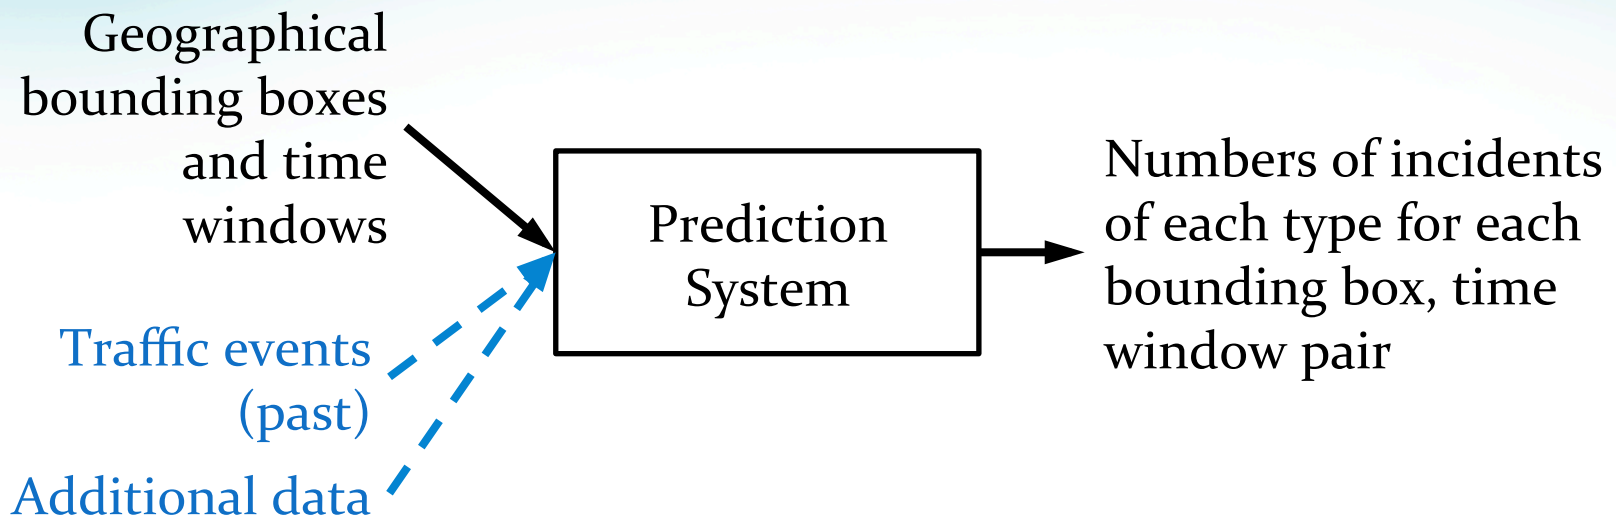 Geographical
bounding boxes
and time
windows
Traffic events
(past)
Additional data
Prediction
System
Numbers of incidents
of each type for each
bounding box, time
window pair